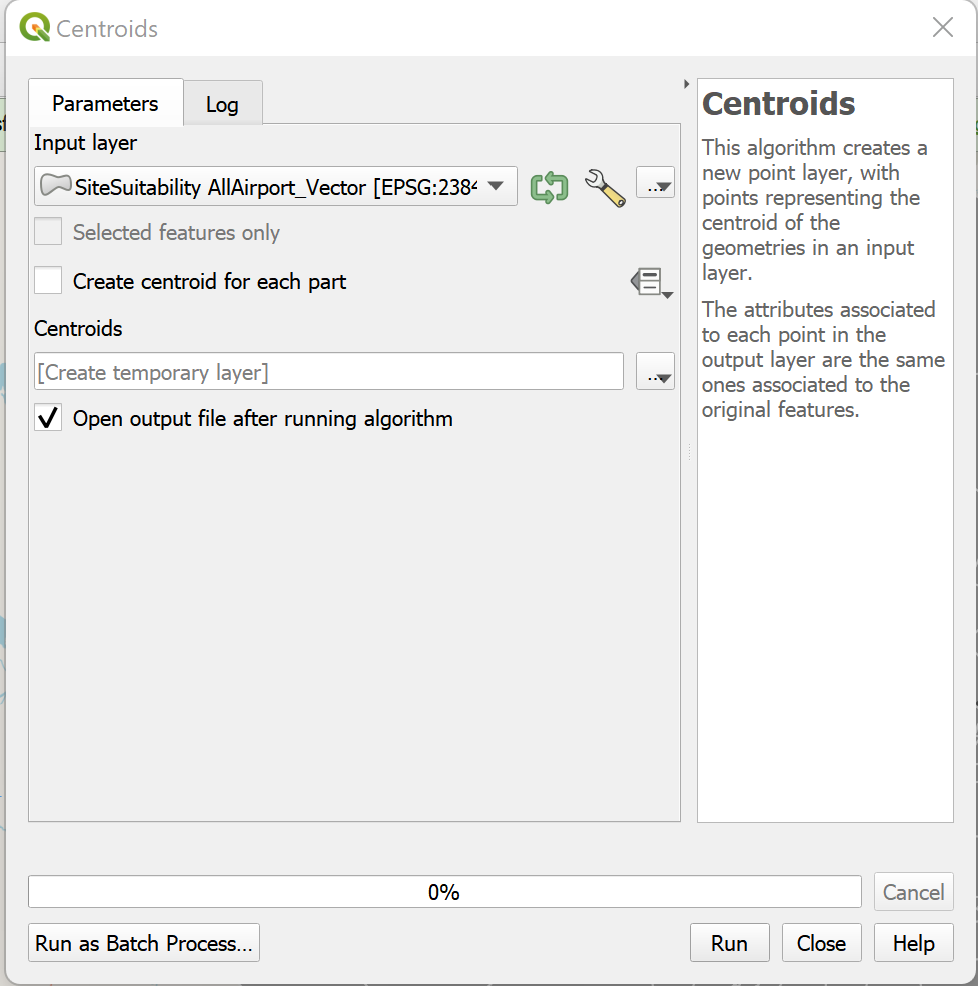 Centroids
Parameters
Log
Input layer
SiteSuitability AllAirport_Vector [EPSG:2384
...
Selected features only
Create centroid for each part
Centroids
[Create temporary layer]
...
Open output file after running algorithm
Centroids
This algorithm creates a
new point layer, with
points representing the
centroid of the
geometries in an input
layer.
The attributes associated
to each point in the
output layer are the same
ones associated to the
original features.
0%
Cancel
Run as Batch Process...
Run
Close
Help